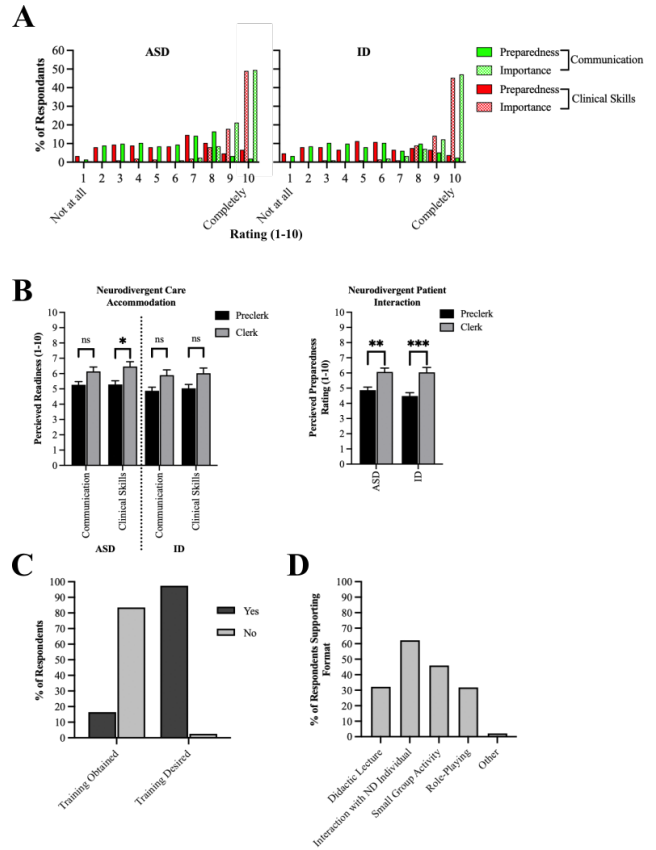 A
ASD
ID
Preparedness
Importance
Communication
Preparedness
Importance
Clinical Skills
% of Respondants
60
50
40
30
20
10
0
1 2 3 4 5 6 7 8 9 10
1 2 3 4 5 6 7 8 9 10
Not at all
Completely
Not at all
Completely
Rating (1-10)
B
Neurodivergent Care
Accommodation
Preclerk
Clerk
Percieved Readiness (1-10)
10
9
8
7
6
5
4
3
2
1
0
ns
*
ns
ns
Communication
Clinical Skills
Communication
Clinical Skills
ASD
ID
Neurodivergent Patient
Interaction
Preclerk
Clerk
Percieved Preparedness
Rating (1-10)
10
9
8
7
6
5
4
3
2
1
0
**
***
ASD
ID
C
% of Respondents
100
90
80
70
60
50
40
30
20
10
0
Yes
No
Training Obtained
Training Desired
D
% of Respondents Supporting
Format
100
90
80
70
60
50
40
30
20
10
0
Didactic Lecture
Interaction with ND Individual
Small Group Activity
Role-Playing
Other